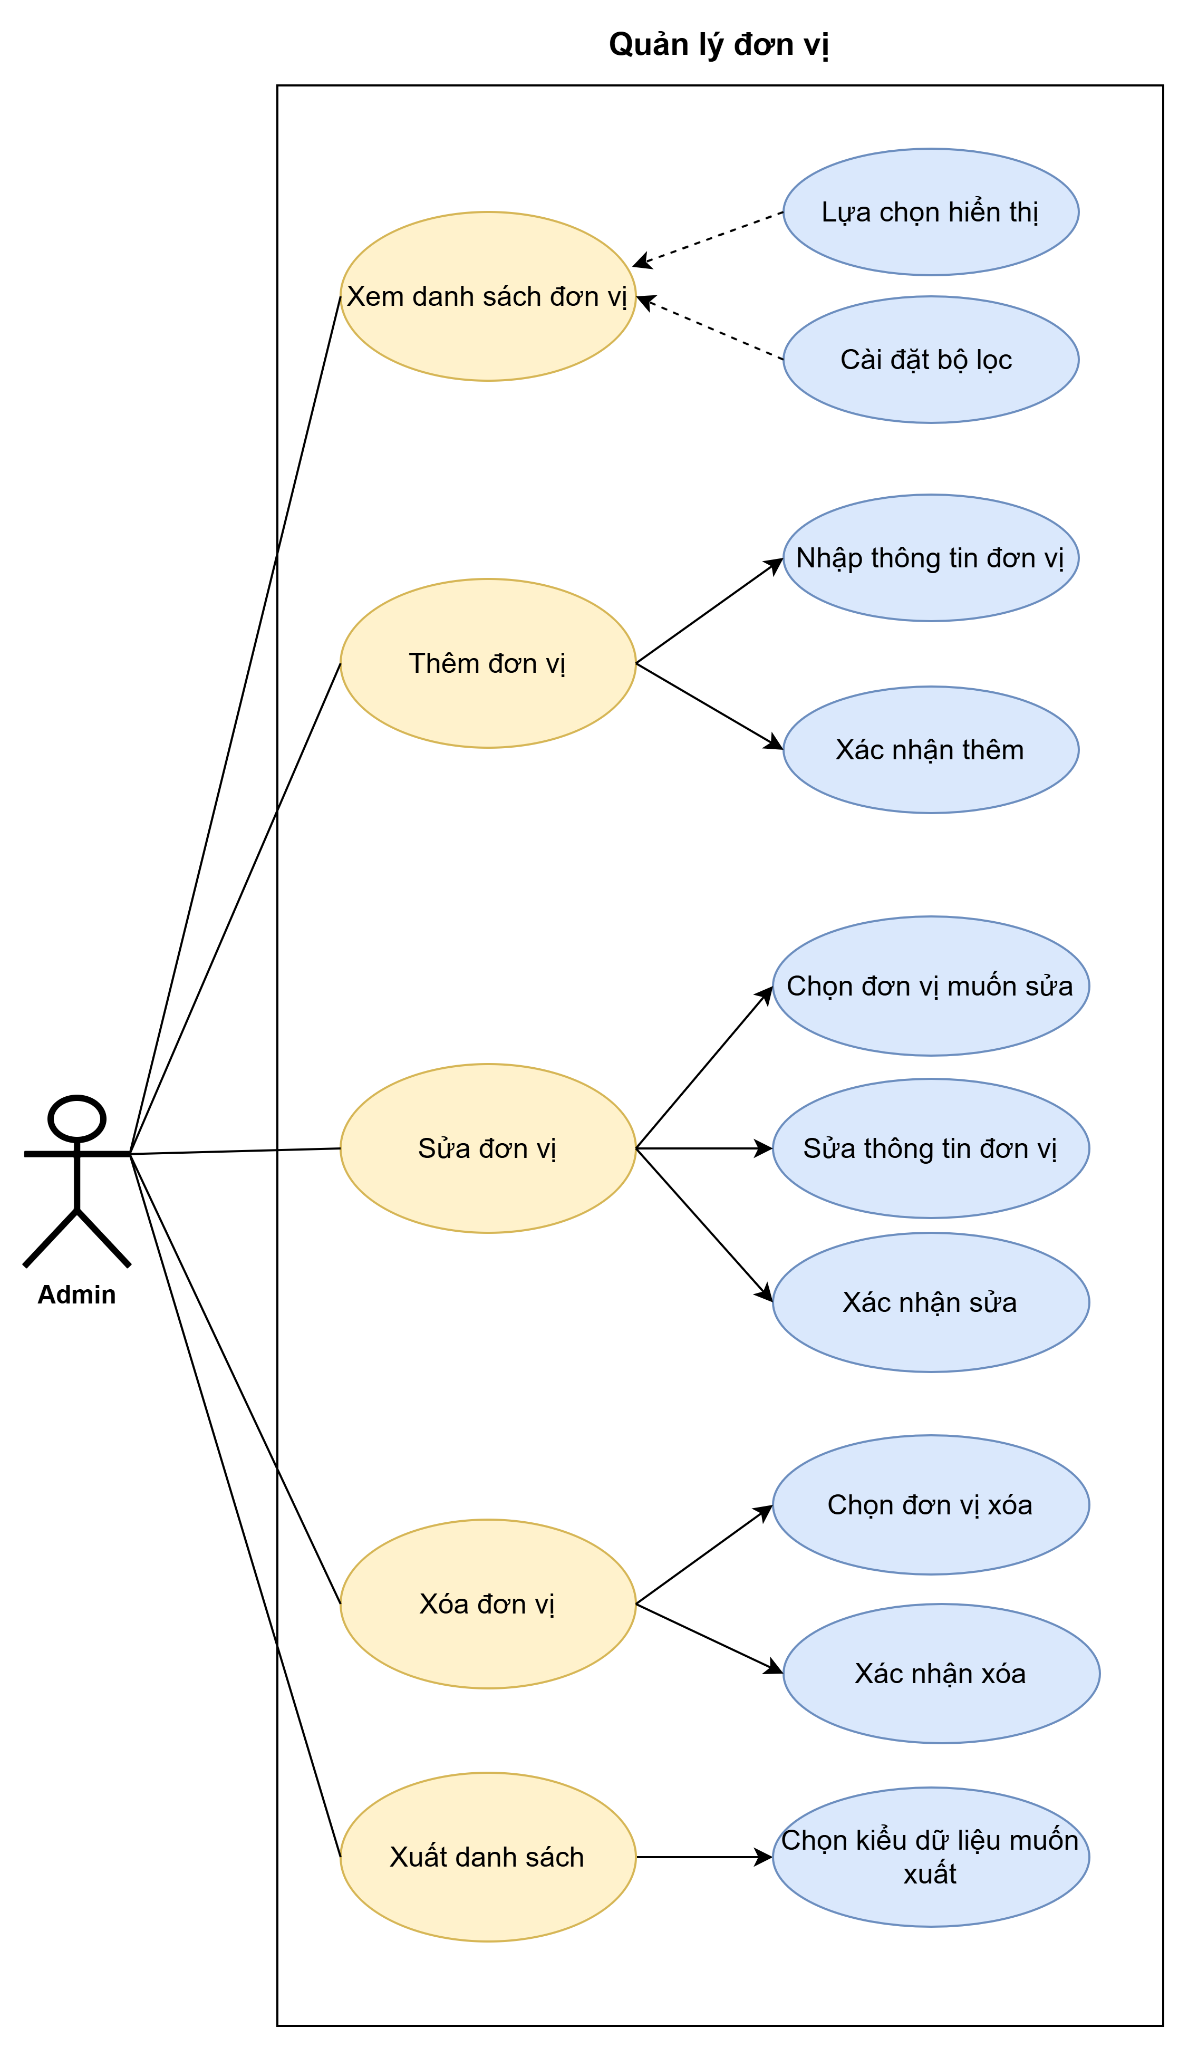 Quản lý đơn vị
Lựa chọn hiển thị
Xem danh sách đơn vị
Cài đặt bộ lọc
Nhập thông tin đơn vị
Thêm đơn vị
Xác nhận thêm
Chọn đơn vị muốn sửa
Sửa đơn vị
Sửa thông tin đơn vị
Xác nhận sửa
Admin
Chọn đơn vị xóa
Xóa đơn vị
Xác nhận xóa
Xuất danh sách
Chọn kiểu dữ liệu muốn
xuất